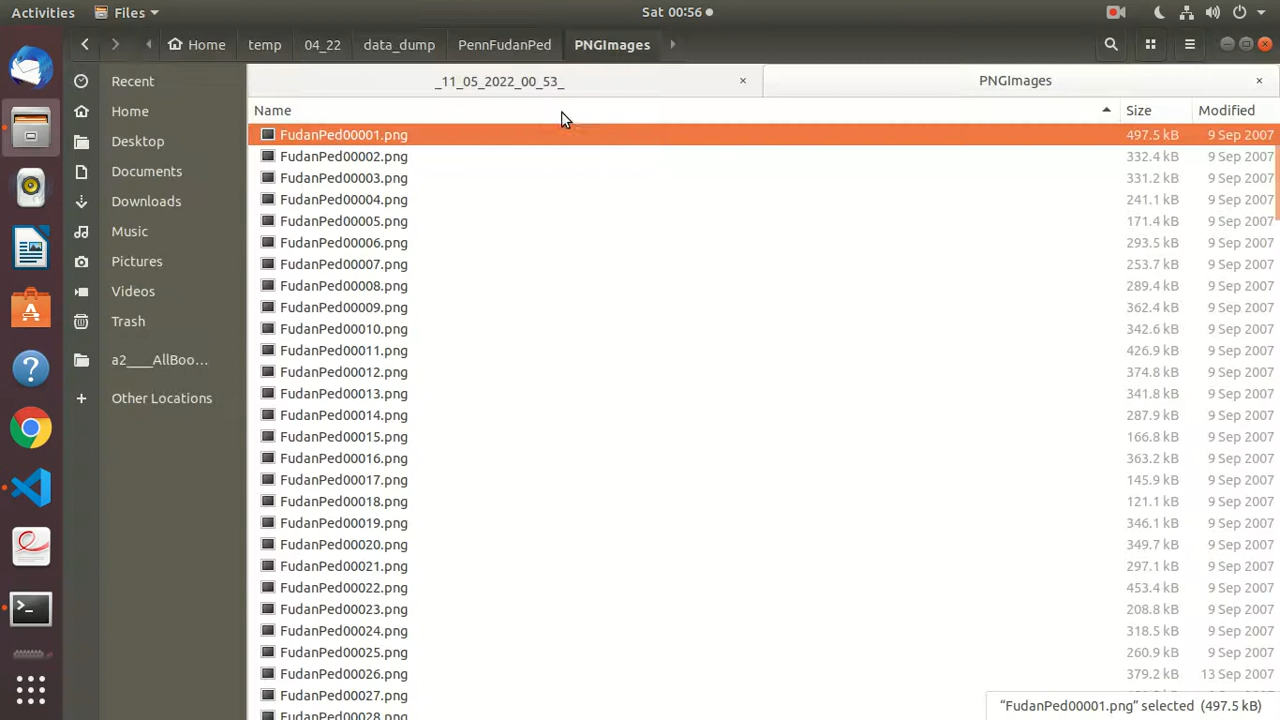 Activities Files Sat 00:56
Home temp 04_22 data_dump PennFudanPed PNGImages
Recent
Home
Desktop
Documents
Downloads
Music
Pictures
Videos
Trash
a2____AllBoo…
Other Locations
_11_05_2022_00_53_ PNGImages
Name Size Modified
FudanPed00001.png 497.5 kB 9 Sep 2007
FudanPed00002.png 332.4 kB 9 Sep 2007
FudanPed00003.png 331.2 kB 9 Sep 2007
FudanPed00004.png 241.1 kB 9 Sep 2007
FudanPed00005.png 171.4 kB 9 Sep 2007
FudanPed00006.png 293.5 kB 9 Sep 2007
FudanPed00007.png 253.7 kB 9 Sep 2007
FudanPed00008.png 289.4 kB 9 Sep 2007
FudanPed00009.png 362.4 kB 9 Sep 2007
FudanPed00010.png 342.6 kB 9 Sep 2007
FudanPed00011.png 426.9 kB 9 Sep 2007
FudanPed00012.png 374.8 kB 9 Sep 2007
FudanPed00013.png 341.8 kB 9 Sep 2007
FudanPed00014.png 287.9 kB 9 Sep 2007
FudanPed00015.png 166.8 kB 9 Sep 2007
FudanPed00016.png 363.2 kB 9 Sep 2007
FudanPed00017.png 145.9 kB 9 Sep 2007
FudanPed00018.png 121.1 kB 9 Sep 2007
FudanPed00019.png 346.1 kB 9 Sep 2007
FudanPed00020.png 349.7 kB 9 Sep 2007
FudanPed00021.png 297.1 kB 9 Sep 2007
FudanPed00022.png 453.4 kB 9 Sep 2007
FudanPed00023.png 208.8 kB 9 Sep 2007
FudanPed00024.png 318.5 kB 9 Sep 2007
FudanPed00025.png 260.9 kB 9 Sep 2007
FudanPed00026.png 379.2 kB 13 Sep 2007
FudanPed00027.png
FudanPed00028.png
“FudanPed00001.png” selected (497.5 kB)